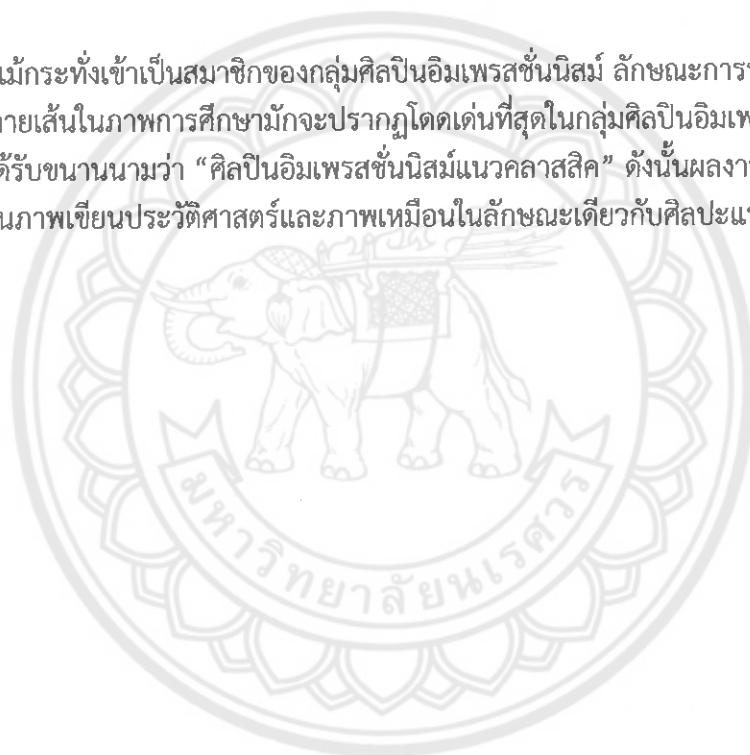 แม้กระทั่งเข้าเป็นสมาชิกของกลุ่มศิลปินอิมเพรสชั่นนิสม์ ลักษณะการ
ายเส้นในภาพการศึกษามักจะปรากฏโดดเด่นที่สุดในกลุ่มศิลปินอิมเพ
ด้รับขนานนามว่า “ศิลปินอิมเพรสชั่นนิสม์แนวคลาสสิค” ดังนั้นผลงา
นภาพเขียนประวัติศาสตร์และภาพเหมือนในลักษณะเดียวกับศิลปะแ
มหาวิทยาลัยนเรศวร